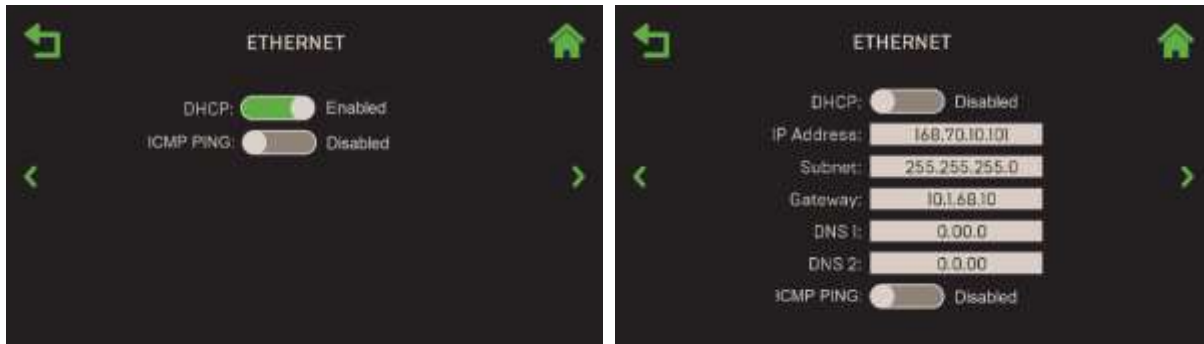 ETHERNET
DHCP: Enabled
ICMP PING: Disabled
ETHERNET
DHCP: Disabled
IP Address: 168.70.10.101
Subnet: 255.255.255.0
Gateway: 10.1.68.10
DNS 1: 0.00.0
DNS 2: 0.0.00
ICMP PING: Disabled